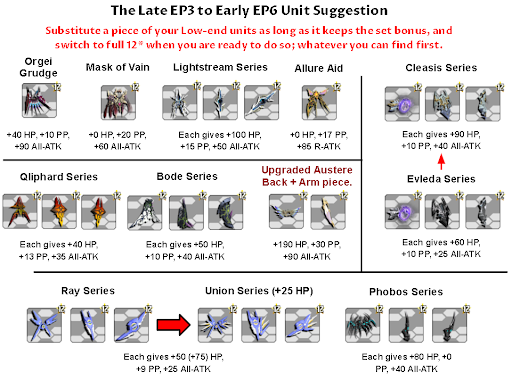 The Late EP3 to Early EP6 Unit Suggestion
Substitute a piece of your Low-end units as long as it keeps the set bonus, and
switch to full 12* when you are ready to do so; whatever you can find first.
Orgei
Grudge
+40 HP, +10 PP,
+90 All-ATK
Mask of Vain
+0 HP, +20 PP,
+60 All-ATK
Lightstream Series
Each gives +100 HP,
+15 PP, +50 All-ATK
Allure Aid
+0 HP, +17 PP,
+85 R-ATK
Cleasis Series
Each gives +90 HP,
+10 PP, +40 All-ATK
Qliphard Series
Each gives +40 HP,
+13 PP, +35 All-ATK
Bode Series
Each gives +50 HP,
+10 PP, +40 All-ATK
Upgraded Austere
Back + Arm piece.
+190 HP, +30 PP,
+90 All-ATK
Evleda Series
Each gives +60 HP,
+10 PP, +25 All-ATK
Ray Series
Union Series (+25 HP)
Each gives +50 (+75) HP,
+9 PP, +25 All-ATK
Phobos Series
Each gives +80 HP, +0
PP, +40 All-ATK